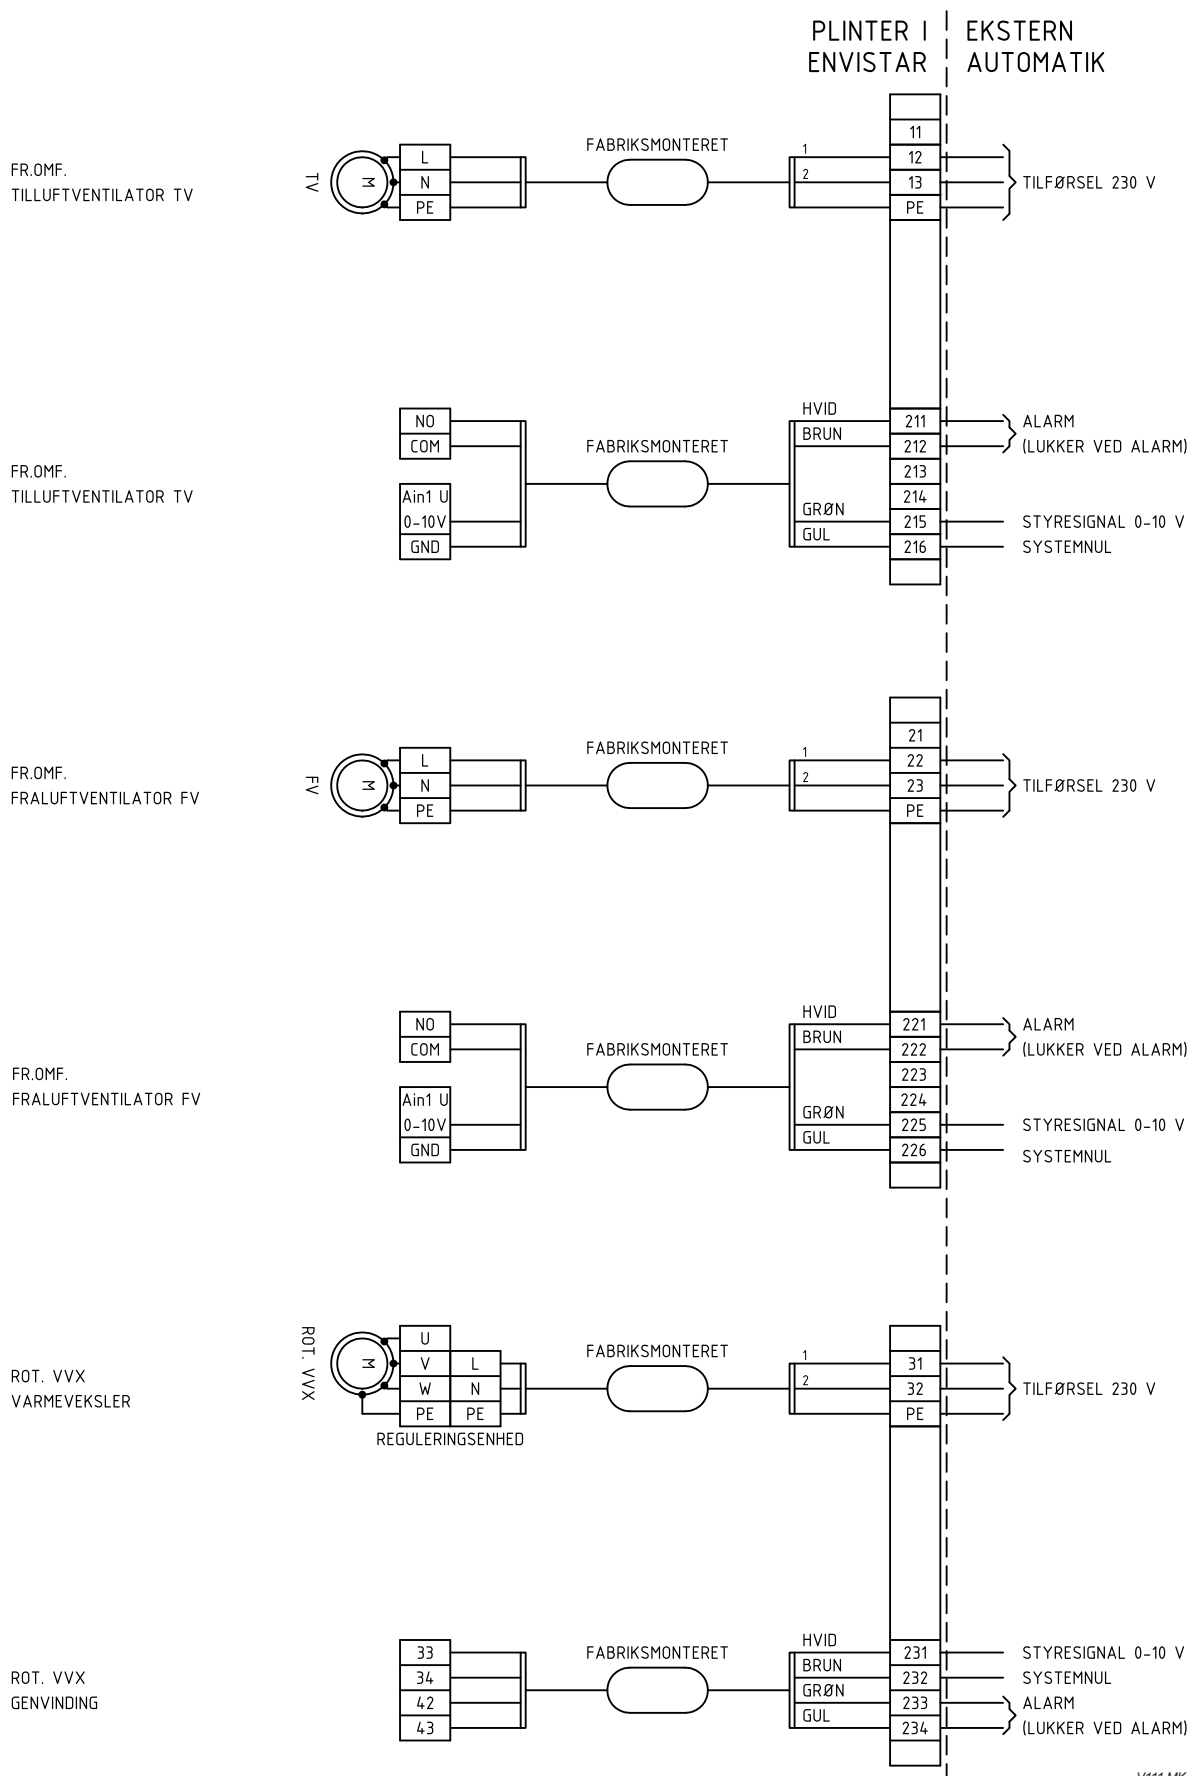 PLINTER I
ENVISTAR
EKSTERN
AUTOMATIK
FR.OMF.
TILLUFTVENTILATOR TV
TV
M
L
N
PE
FABRIKSMONTERET
1
2
11
12
13
PE
TILFØRSEL 230 V
FR.OMF.
TILLUFTVENTILATOR TV
NO
COM
Ain1 U
0-10V
GND
FABRIKSMONTERET
HVID
BRUN
GRØN
GUL
211
212
213
214
215
216
ALARM
(LUKKER VED ALARM)
STYRESIGNAL 0-10 V
SYSTEMNUL
FR.OMF.
FRALUFTVENTILATOR FV
FV
M
L
N
PE
FABRIKSMONTERET
1
2
21
22
23
PE
TILFØRSEL 230 V
FR.OMF.
FRALUFTVENTILATOR FV
NO
COM
Ain1 U
0-10V
GND
FABRIKSMONTERET
HVID
BRUN
GRØN
GUL
221
222
223
224
225
226
ALARM
(LUKKER VED ALARM)
STYRESIGNAL 0-10 V
SYSTEMNUL
ROT. VVX
VARMEVEKSLER
ROT. VVX
M
U
V L
W N
PE PE
REGULERINGSENHED
FABRIKSMONTERET
1
2
31
32
PE
TILFØRSEL 230 V
ROT. VVX
GENVINDING
33
34
42
43
FABRIKSMONTERET
HVID
BRUN
GRØN
GUL
231
232
233
234
STYRESIGNAL 0-10 V
SYSTEMNUL
ALARM
(LUKKER VED ALARM)